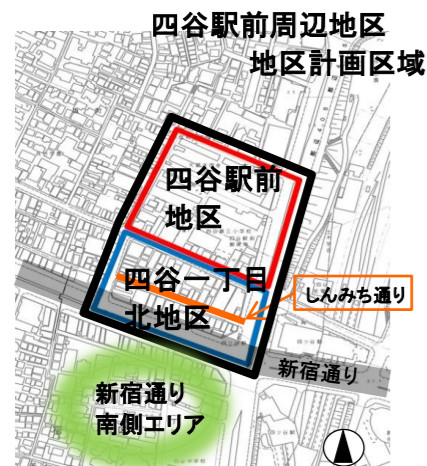 四谷駅前周辺地区
地区計画区域
四谷駅前
地区
四谷一丁目
北地区
しんみち通り
新宿通り
新宿通り
南側エリア